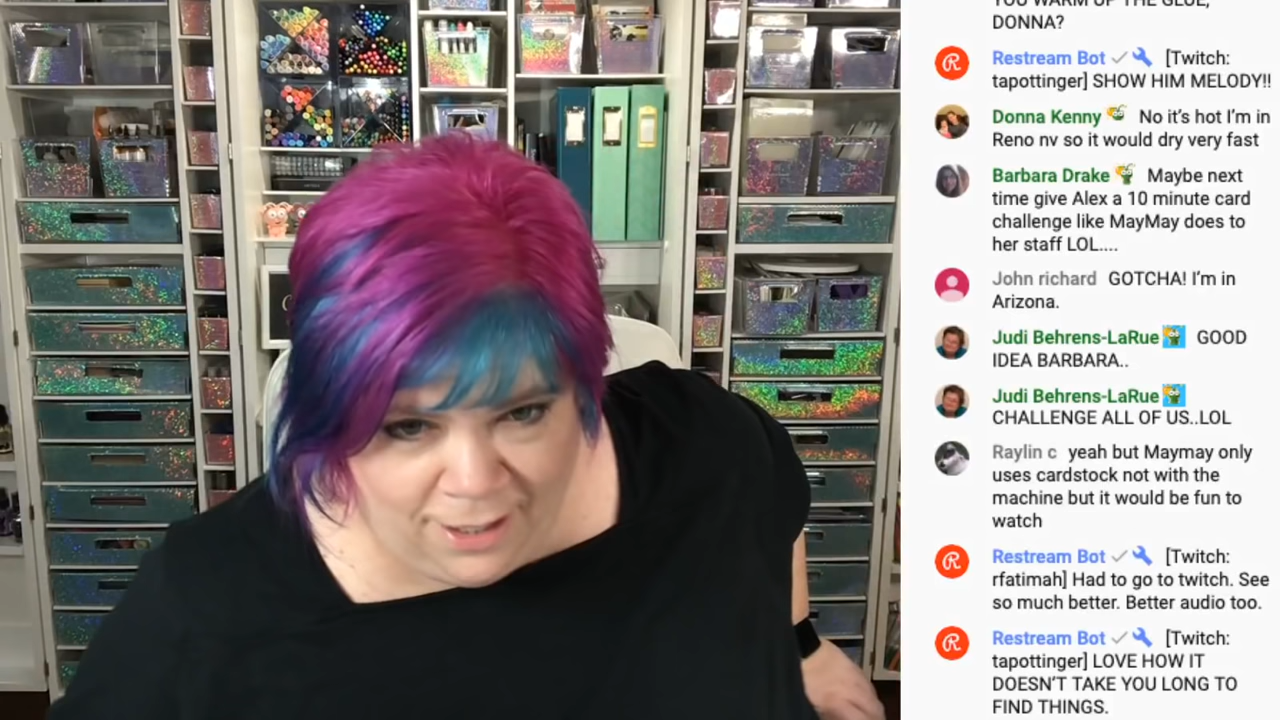 YOU WARM UP THE GLUE,
DONNA?
Restream Bot [Twitch:
tapottinger] SHOW HIM MELODY!!
Donna Kenny No it's hot I'm in
Reno nv so it would dry very fast
Barbara Drake Maybe next
time give Alex a 10 minute card
challenge like MayMay does to
her staff LOL....
John richard GOTCHA! I'm in
Arizona.
Judi Behrens-LaRue GOOD
IDEA BARBARA..
Judi Behrens-LaRue
CHALLENGE ALL OF US..LOL
Raylin c yeah but Maymay only
uses cardstock not with the
machine but it would be fun to
watch
Restream Bot [Twitch:
rfatimah] Had to go to twitch. See
so much better. Better audio too.
Restream Bot [Twitch:
tapottinger] LOVE HOW IT
DOESN'T TAKE YOU LONG TO
FIND THINGS.